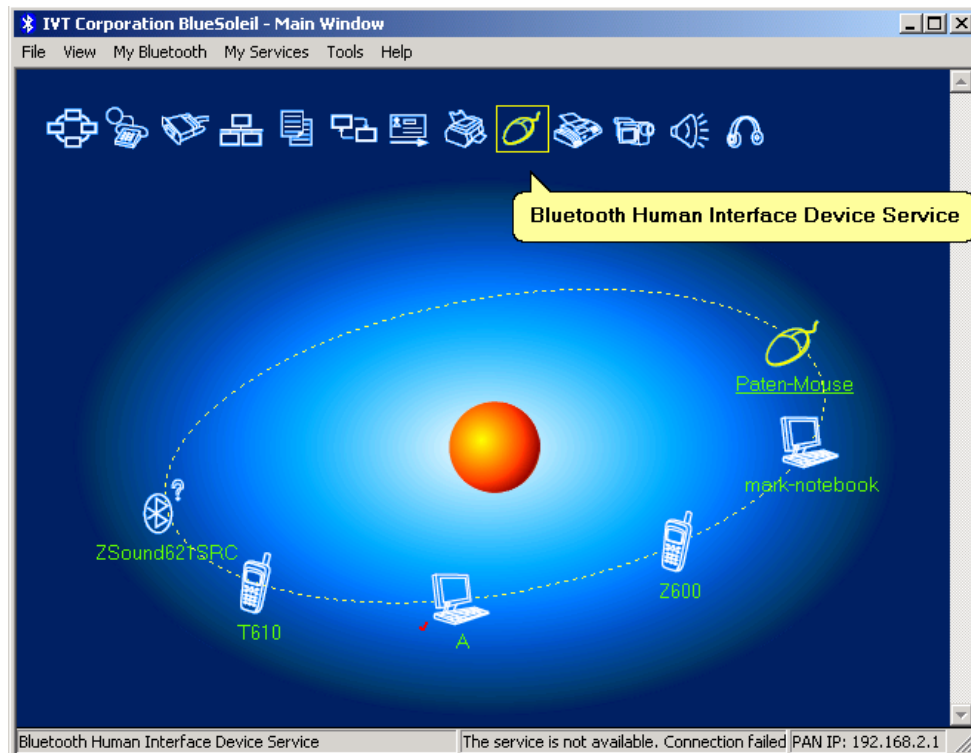 IVT Corporation BlueSoleil - Main Window
File View My Bluetooth My Services Tools Help
Bluetooth Human Interface Device Service
Paten-Mouse
mark-notebook
ZSound621SRC
Z600
T610
A
Bluetooth Human Interface Device Service The service is not available. Connection failed PAN IP: 192.168.2.1